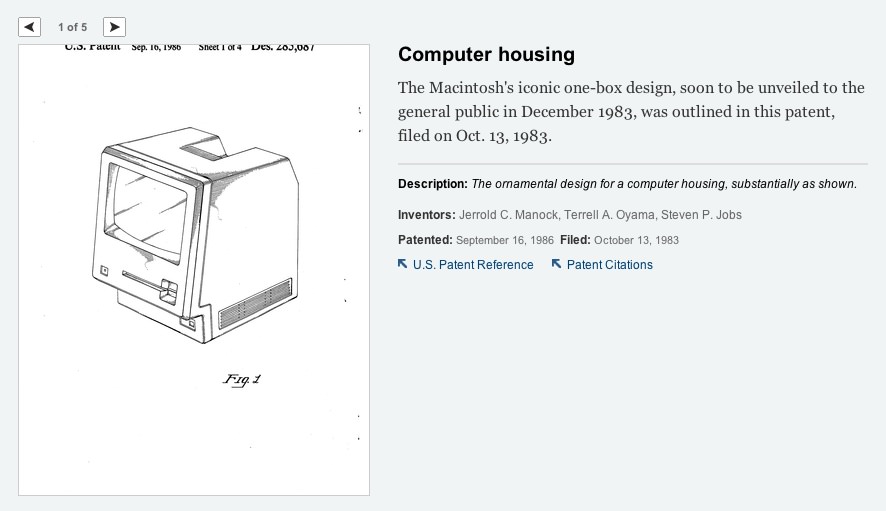 1 of 5
U.S. Patent Sep. 16, 1986 Sheet 1 of 4 Des. 285,687
Fig. 1
Computer housing
The Macintosh's iconic one-box design, soon to be unveiled to the
general public in December 1983, was outlined in this patent,
filed on Oct. 13, 1983.
Description: The ornamental design for a computer housing, substantially as shown.
Inventors: Jerrold C. Manock, Terrell A. Oyama, Steven P. Jobs
Patented: September 16, 1986 Filed: October 13, 1983
U.S. Patent Reference Patent Citations